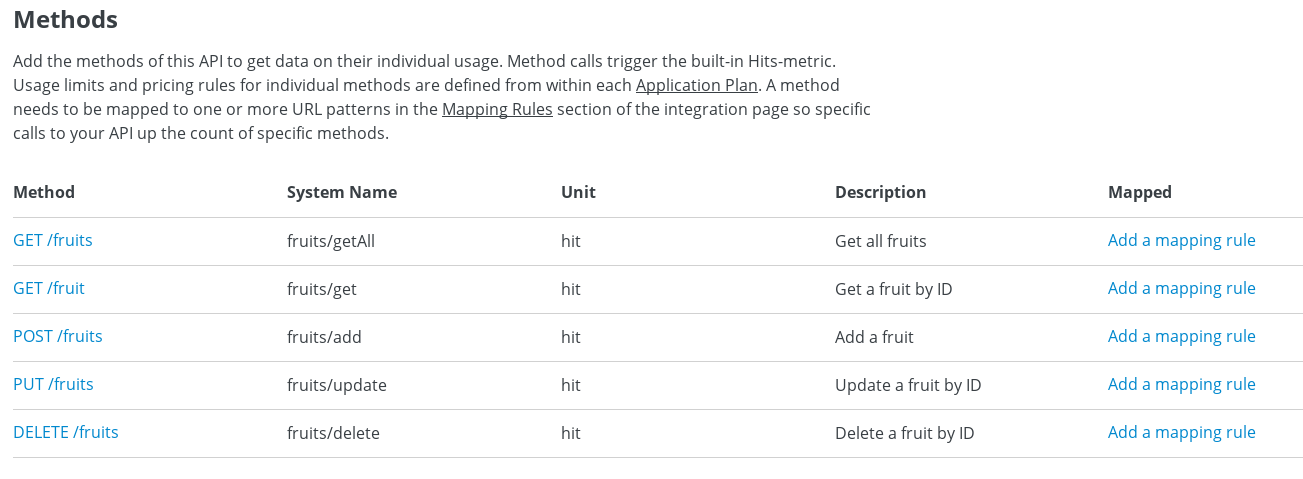 Methods
Add the methods of this API to get data on their individual usage. Method calls trigger the built-in Hits-metric.
Usage limits and pricing rules for individual methods are defined from within each Application Plan. A method
needs to be mapped to one or more URL patterns in the Mapping Rules section of the integration page so specific
calls to your API up the count of specific methods.
Method System Name Unit Description Mapped
GET /fruits fruits/getAll hit Get all fruits Add a mapping rule
GET /fruit fruits/get hit Get a fruit by ID Add a mapping rule
POST /fruits fruits/add hit Add a fruit Add a mapping rule
PUT /fruits fruits/update hit Update a fruit by ID Add a mapping rule
DELETE /fruits fruits/delete hit Delete a fruit by ID Add a mapping rule